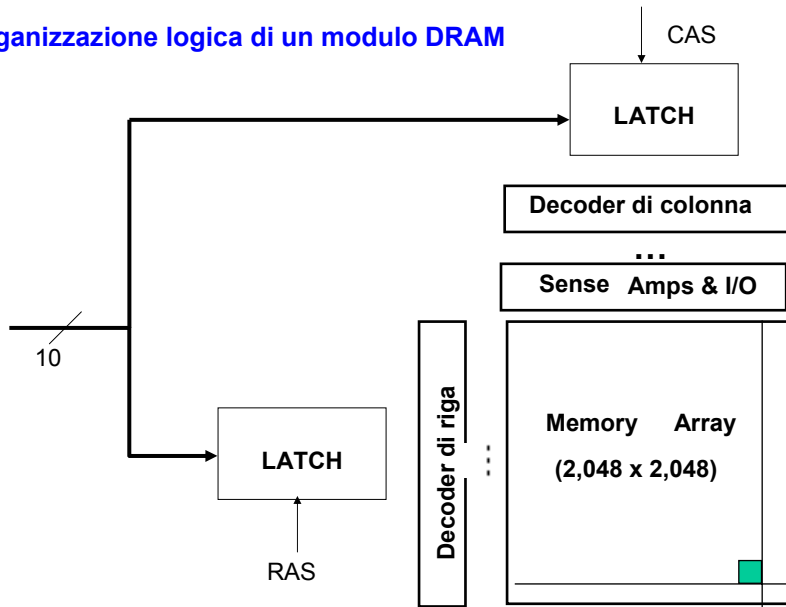 ganizzazione logica di un modulo DRAM
CAS
LATCH
Decoder di colonna
...
Sense Amps & I/O
10
Decoder di riga
...
Memory Array
(2,048 x 2,048)
LATCH
RAS